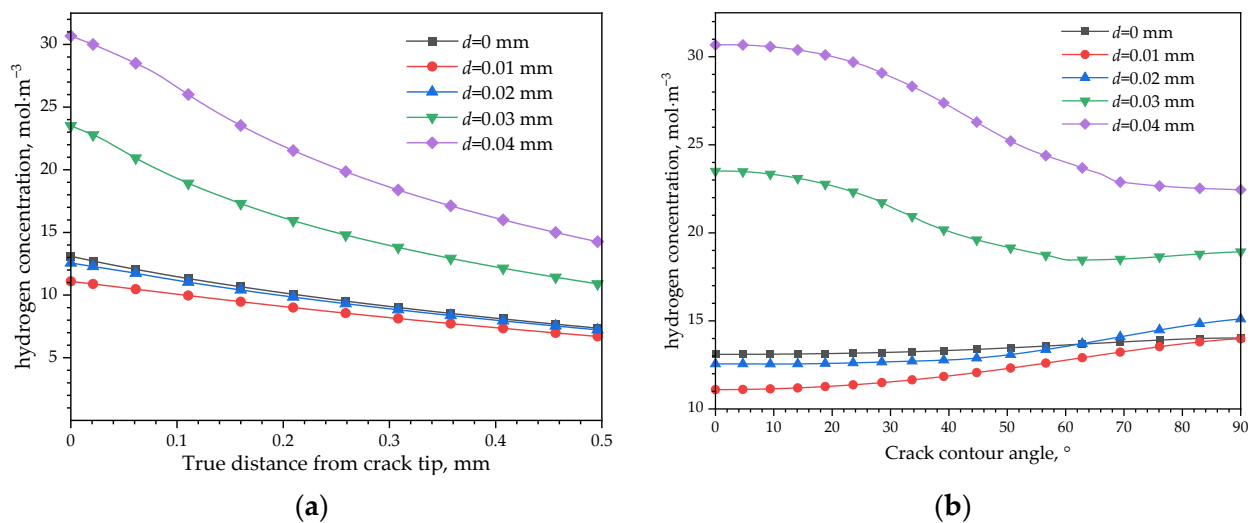 hydrogen concentration, mol·m⁻³
30
25
20
15
10
5
0
0.1
0.2
0.3
0.4
0.5
True distance from crack tip, mm
d=0 mm
d=0.01 mm
d=0.02 mm
d=0.03 mm
d=0.04 mm
(a)
hydrogen concentration, mol·m⁻³
30
25
20
15
10
0
10
20
30
40
50
60
70
80
90
Crack contour angle, °
d=0 mm
d=0.01 mm
d=0.02 mm
d=0.03 mm
d=0.04 mm
(b)